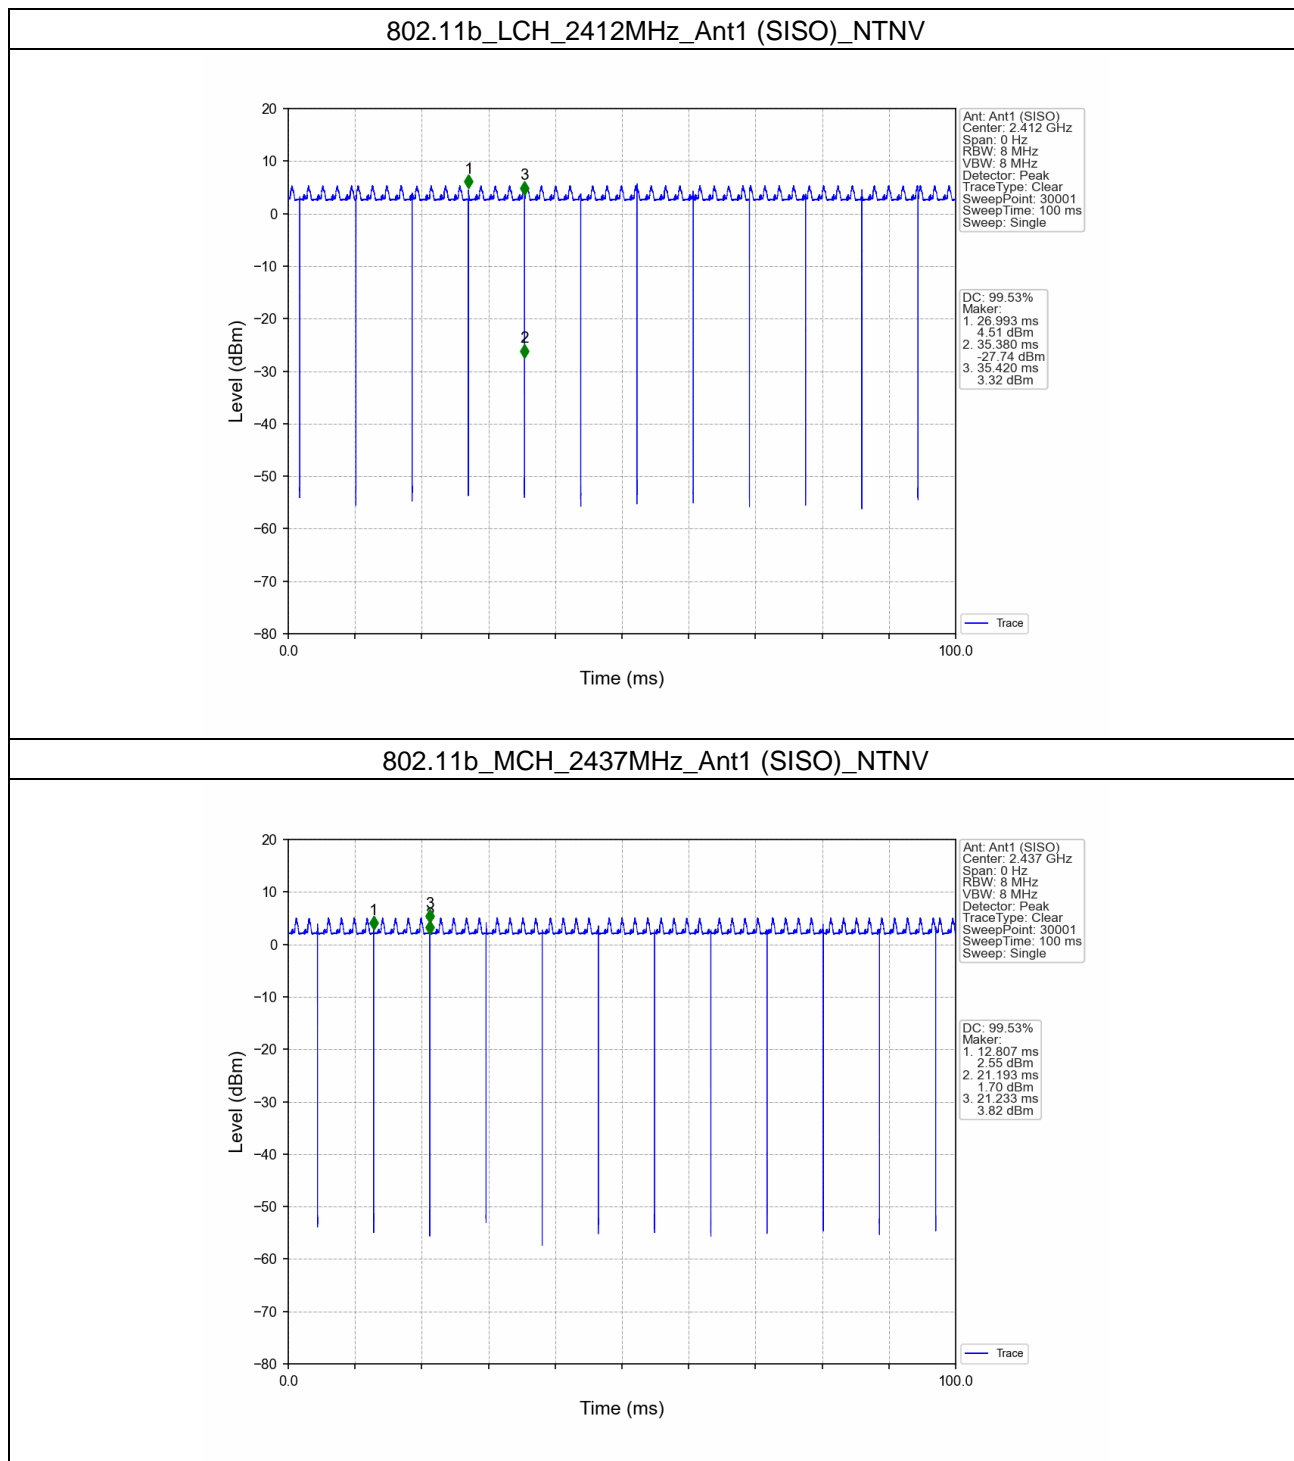 802.11b_LCH_2412MHz_Ant1 (SISO)_NTNV
20
10
0
−10
−20
−30
−40
−50
−60
−70
−80
Level (dBm)
1
3
2
0.0
100.0
Time (ms)
Ant: Ant1 (SISO)
Center: 2.412 GHz
Span: 0 Hz
RBW: 8 MHz
VBW: 8 MHz
Detector: Peak
TraceType: Clear
SweepPoint: 30001
SweepTime: 100 ms
Sweep: Single
DC: 99.53%
Maker:
1. 26.993 ms
4.51 dBm
2. 35.380 ms
-27.74 dBm
3. 35.420 ms
3.32 dBm
Trace
802.11b_MCH_2437MHz_Ant1 (SISO)_NTNV
20
10
0
−10
−20
−30
−40
−50
−60
−70
−80
Level (dBm)
1
3
0.0
100.0
Time (ms)
Ant: Ant1 (SISO)
Center: 2.437 GHz
Span: 0 Hz
RBW: 8 MHz
VBW: 8 MHz
Detector: Peak
TraceType: Clear
SweepPoint: 30001
SweepTime: 100 ms
Sweep: Single
DC: 99.53%
Maker:
1. 12.807 ms
2.55 dBm
2. 21.193 ms
1.70 dBm
3. 21.233 ms
3.82 dBm
Trace